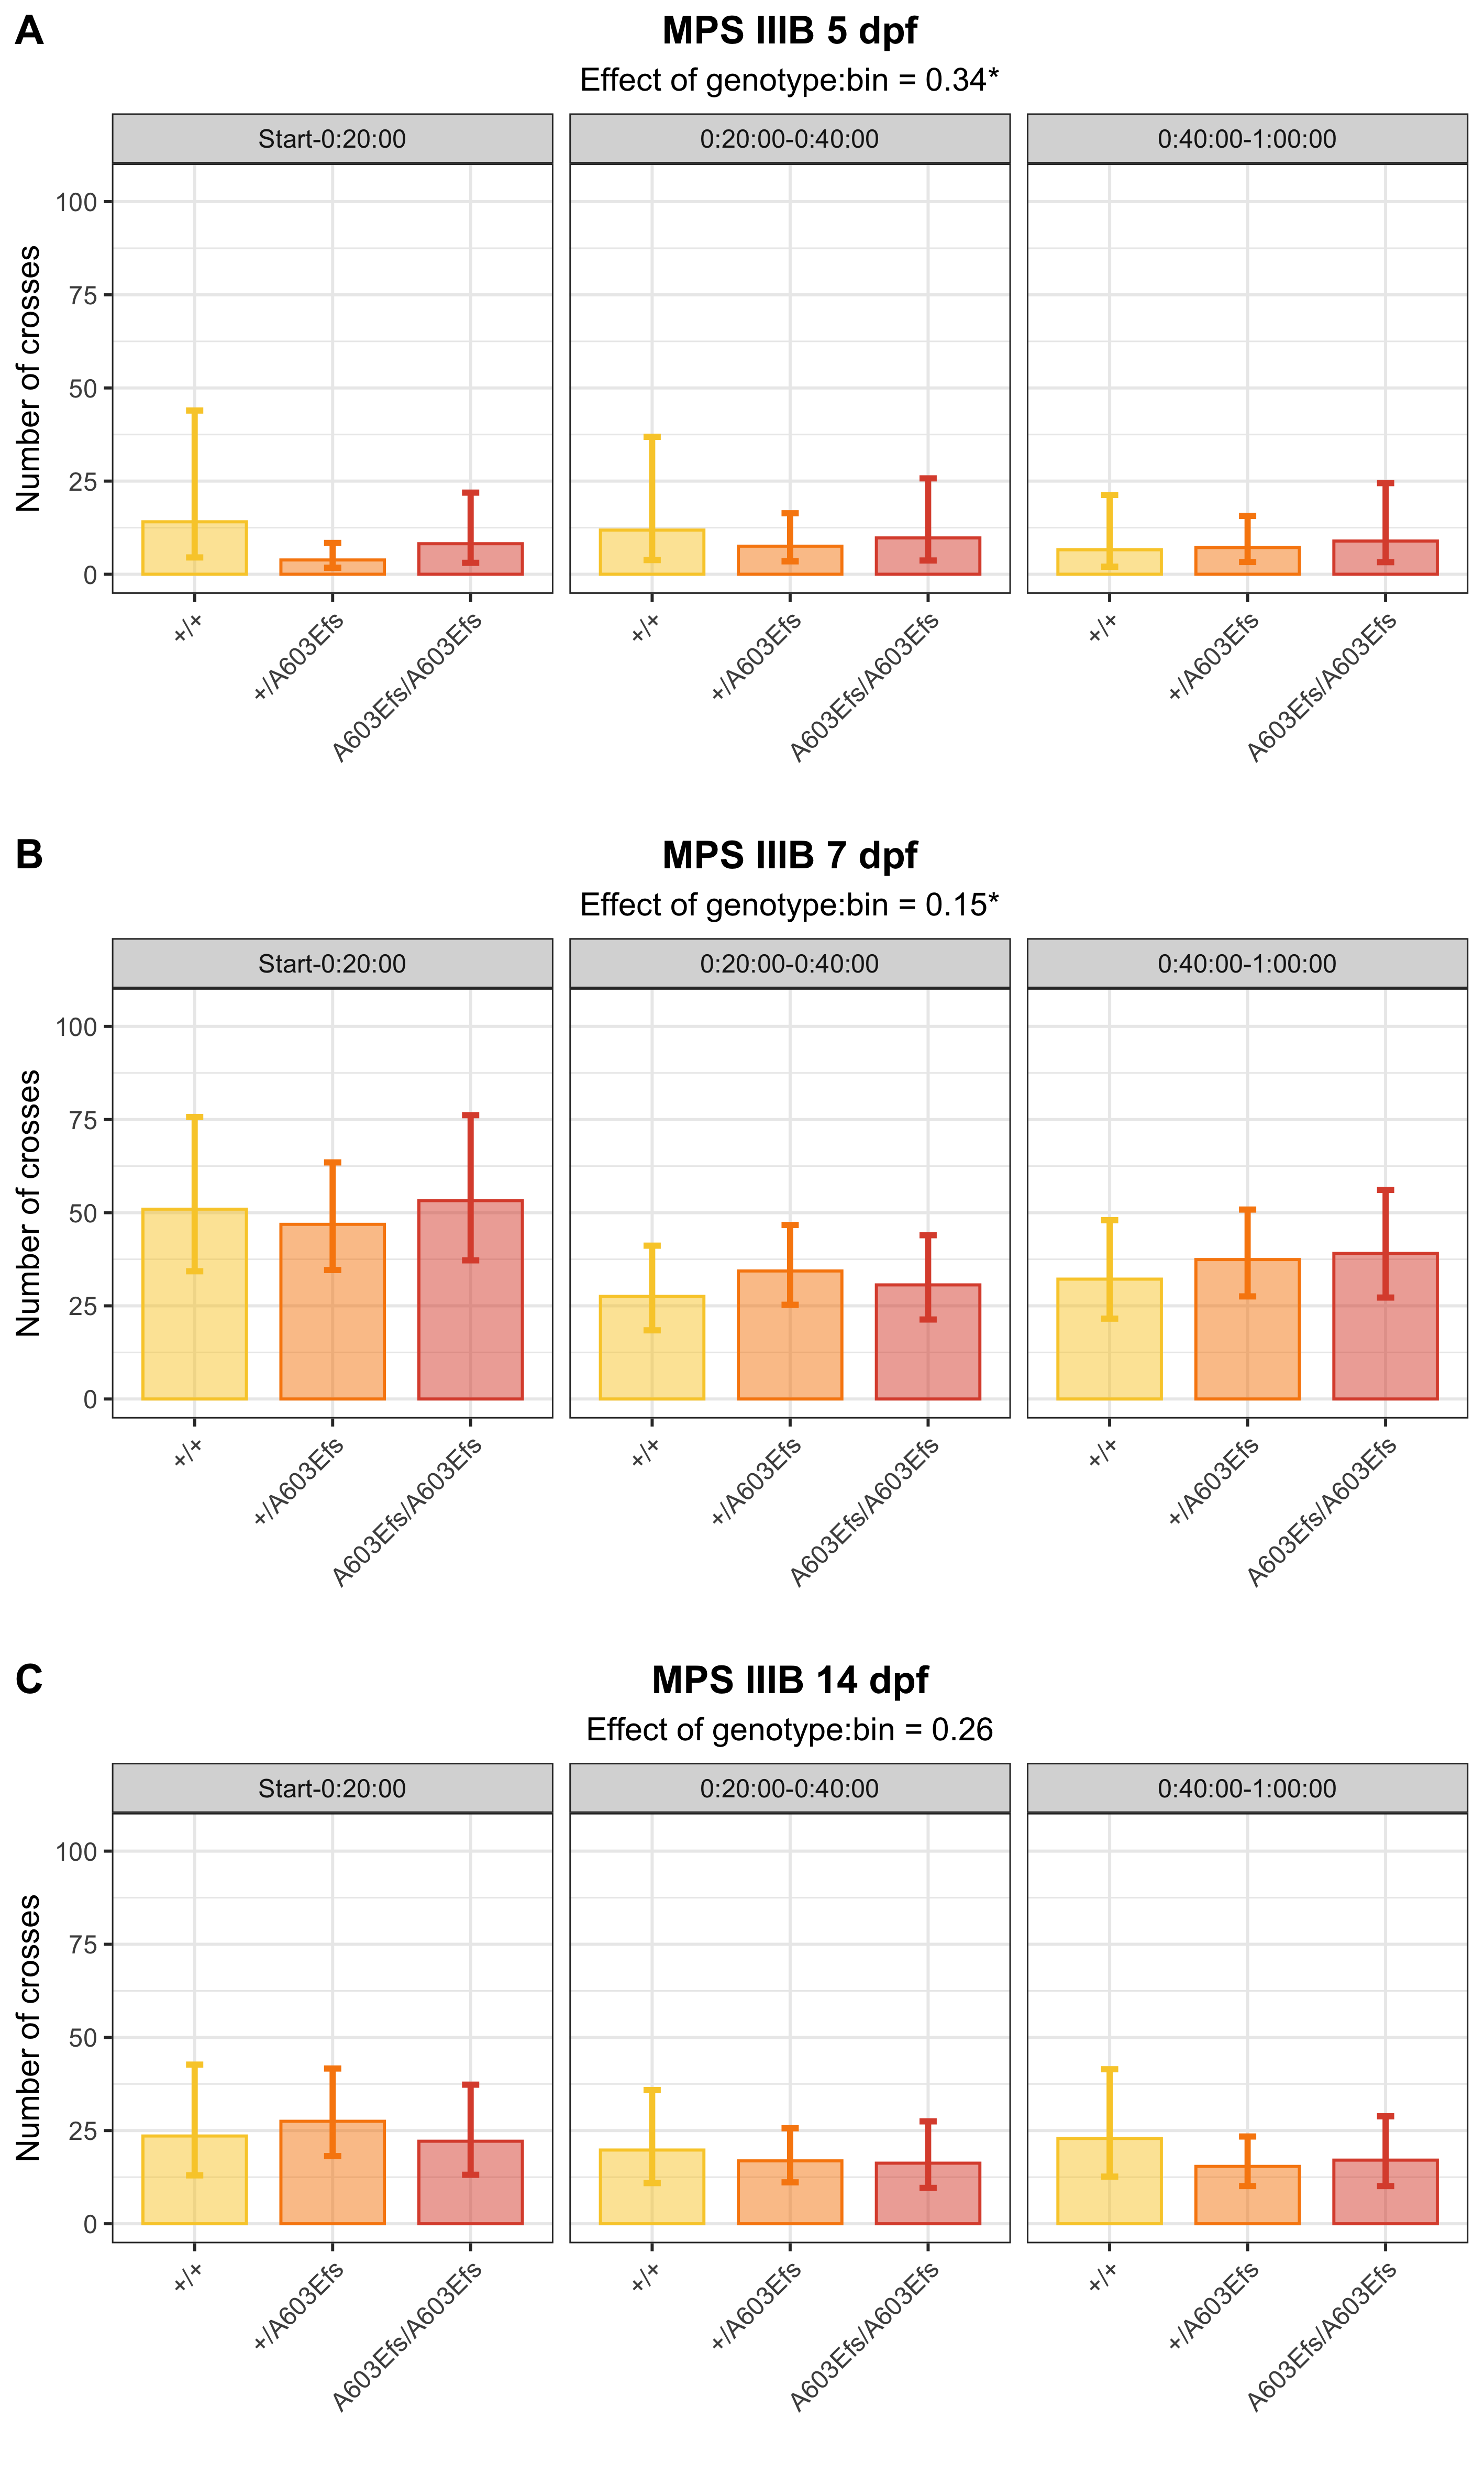 A
MPS IIIB 5 dpf
Effect of genotype:bin = 0.34*
Start-0:20:00
0:20:00-0:40:00
0:40:00-1:00:00
Number of crosses
100
75
50
25
0
+/+
+/A603Efs
A603Efs/A603Efs
+/+
+/A603Efs
A603Efs/A603Efs
+/+
+/A603Efs
A603Efs/A603Efs
B
MPS IIIB 7 dpf
Effect of genotype:bin = 0.15*
Start-0:20:00
0:20:00-0:40:00
0:40:00-1:00:00
Number of crosses
100
75
50
25
0
+/+
+/A603Efs
A603Efs/A603Efs
+/+
+/A603Efs
A603Efs/A603Efs
+/+
+/A603Efs
A603Efs/A603Efs
C
MPS IIIB 14 dpf
Effect of genotype:bin = 0.26
Start-0:20:00
0:20:00-0:40:00
0:40:00-1:00:00
Number of crosses
100
75
50
25
0
+/+
+/A603Efs
A603Efs/A603Efs
+/+
+/A603Efs
A603Efs/A603Efs
+/+
+/A603Efs
A603Efs/A603Efs